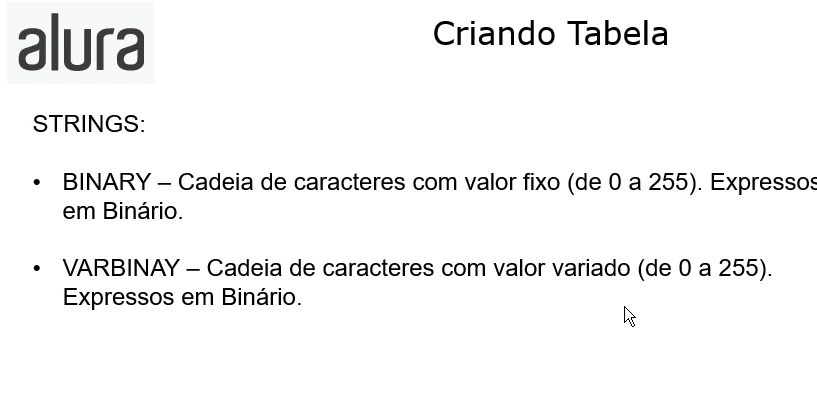 alura
Criando Tabela
STRINGS:
• BINARY – Cadeia de caracteres com valor fixo (de 0 a 255). Expressos
em Binário.
• VARBINAY – Cadeia de caracteres com valor variado (de 0 a 255).
Expressos em Binário.